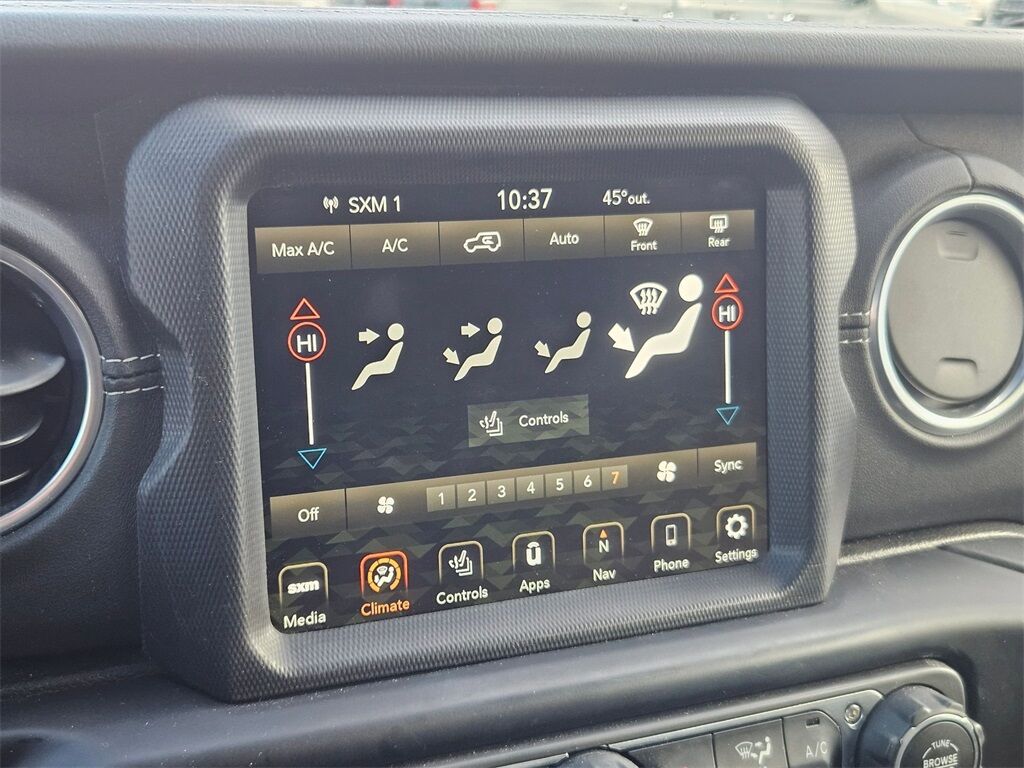 SXM 1 10:37 45° out.
Max A/C A/C Auto Front Rear
HI HI
Controls
Off 1 2 3 4 5 6 7 Sync
sxm N
Media Climate Controls Apps Nav Phone Settings
A/C
TUNE
BROWSE